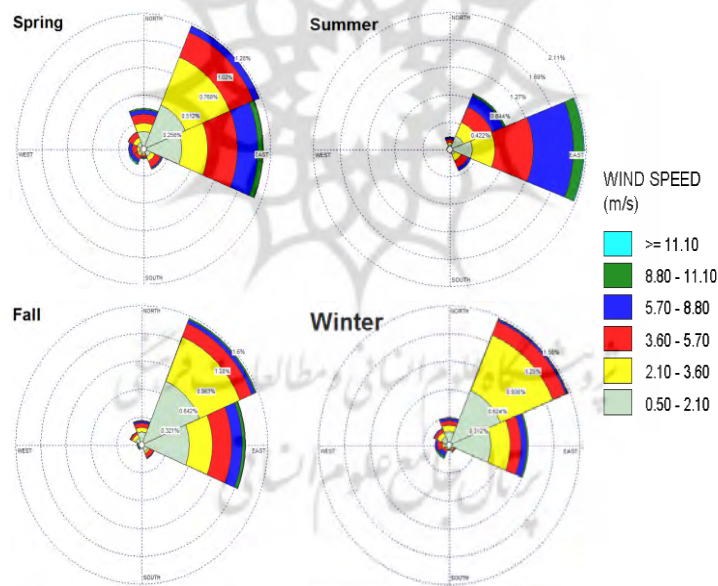 Spring
NORTH
1.28%
1.02%
0.768%
0.512%
0.256%
WEST
EAST
SOUTH
Summer
NORTH
2.11%
1.69%
1.27%
0.844%
0.422%
WEST
EAST
SOUTH
WIND SPEED
(m/s)
>= 11.10
8.80 - 11.10
5.70 - 8.80
3.60 - 5.70
2.10 - 3.60
0.50 - 2.10
Fall
NORTH
1.6%
1.28%
0.963%
0.642%
0.321%
WEST
EAST
SOUTH
Winter
NORTH
1.56%
1.25%
0.936%
0.624%
0.312%
WEST
EAST
SOUTH